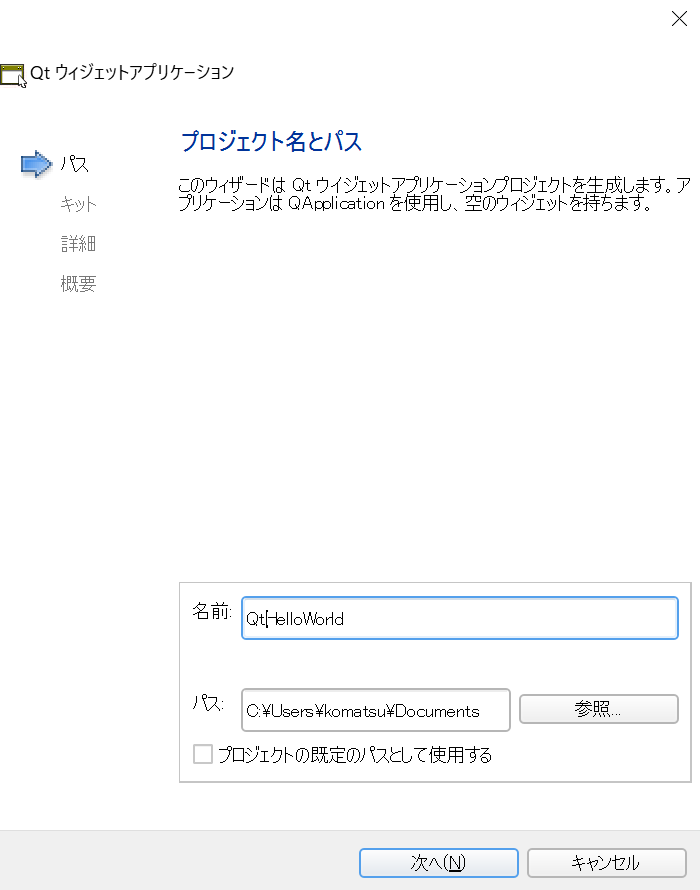 Qt ウィジェットアプリケーション
プロジェクト名とパス
パス
キット
詳細
概要
このウィザードは Qt ウイジェットアプリケーションプロジェクトを生成します。ア
プリケーションは QApplication を使用し、空のウィジェットを持ちます。
名前:
QtHelloWorld
パス:
C:¥Users¥komatsu¥Documents
参照...
プロジェクトの既定のパスとして使用する
次へ(N)
キャンセル